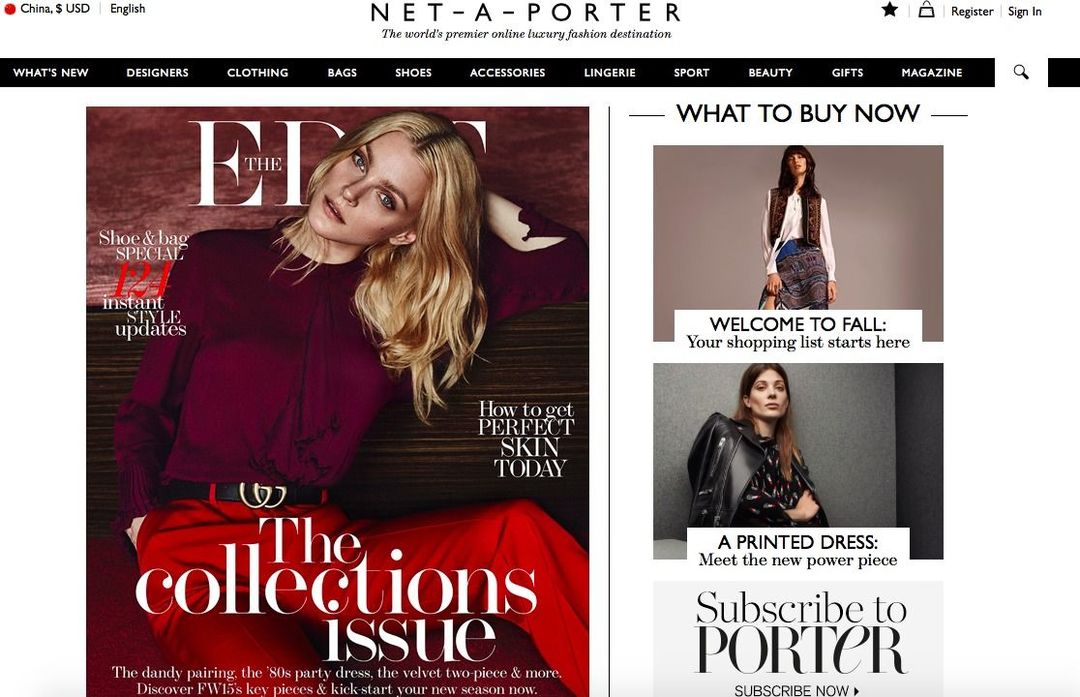 China, $ USD
English
NET-A-PORTER
The world's premier online luxury fashion destination
Register
Sign In
WHAT'S NEW
DESIGNERS
CLOTHING
BAGS
SHOES
ACCESSORIES
LINGERIE
SPORT
BEAUTY
GIFTS
MAGAZINE
THE
EDIT
Shoe & bag
SPECIAL
124
instant
STYLE
updates
How to get
PERFECT
SKIN
TODAY
The
collections
issue
The dandy pairing, the '80s party dress, the velvet two-piece & more.
Discover FW15's key pieces & kick-start your new season now.
WHAT TO BUY NOW
WELCOME TO FALL:
Your shopping list starts here
A PRINTED DRESS:
Meet the new power piece
Subscribe to
PORTER
SUBSCRIBE NOW